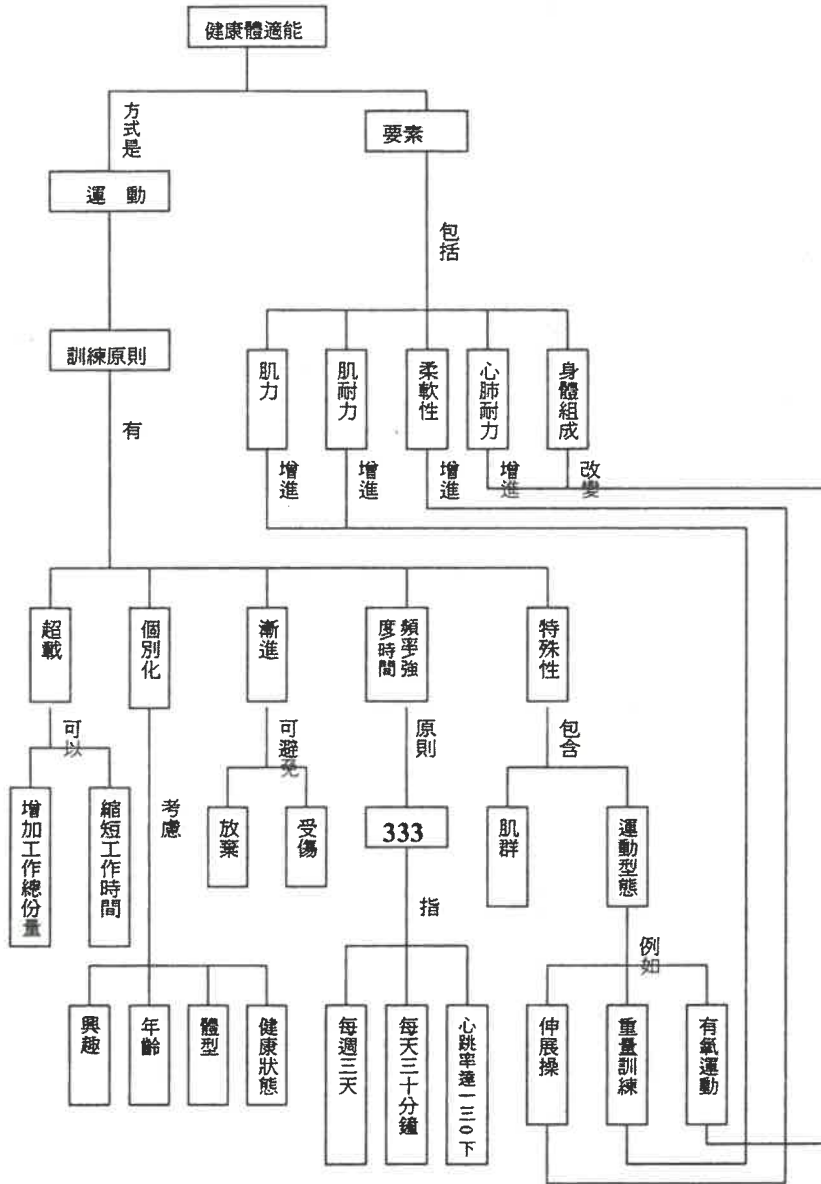 健康體適能
方式是
要素
運 動
包括
訓練原則
肌力
肌耐力
柔軟性
心肺耐力
身體組成
有
增進
增進
增進
增進
改變
超載
個別化
漸進
頻率、強
度、時間
特殊性
可以
可避免
原則
包含
增加工作總份量
縮短工作時間
考慮
放棄
受傷
333
肌群
運動型態
指
例如
興趣
年齡
體型
健康狀態
每週三天
每天三十分鐘
心跳率達一三0下
伸展操
重量訓練
有氧運動